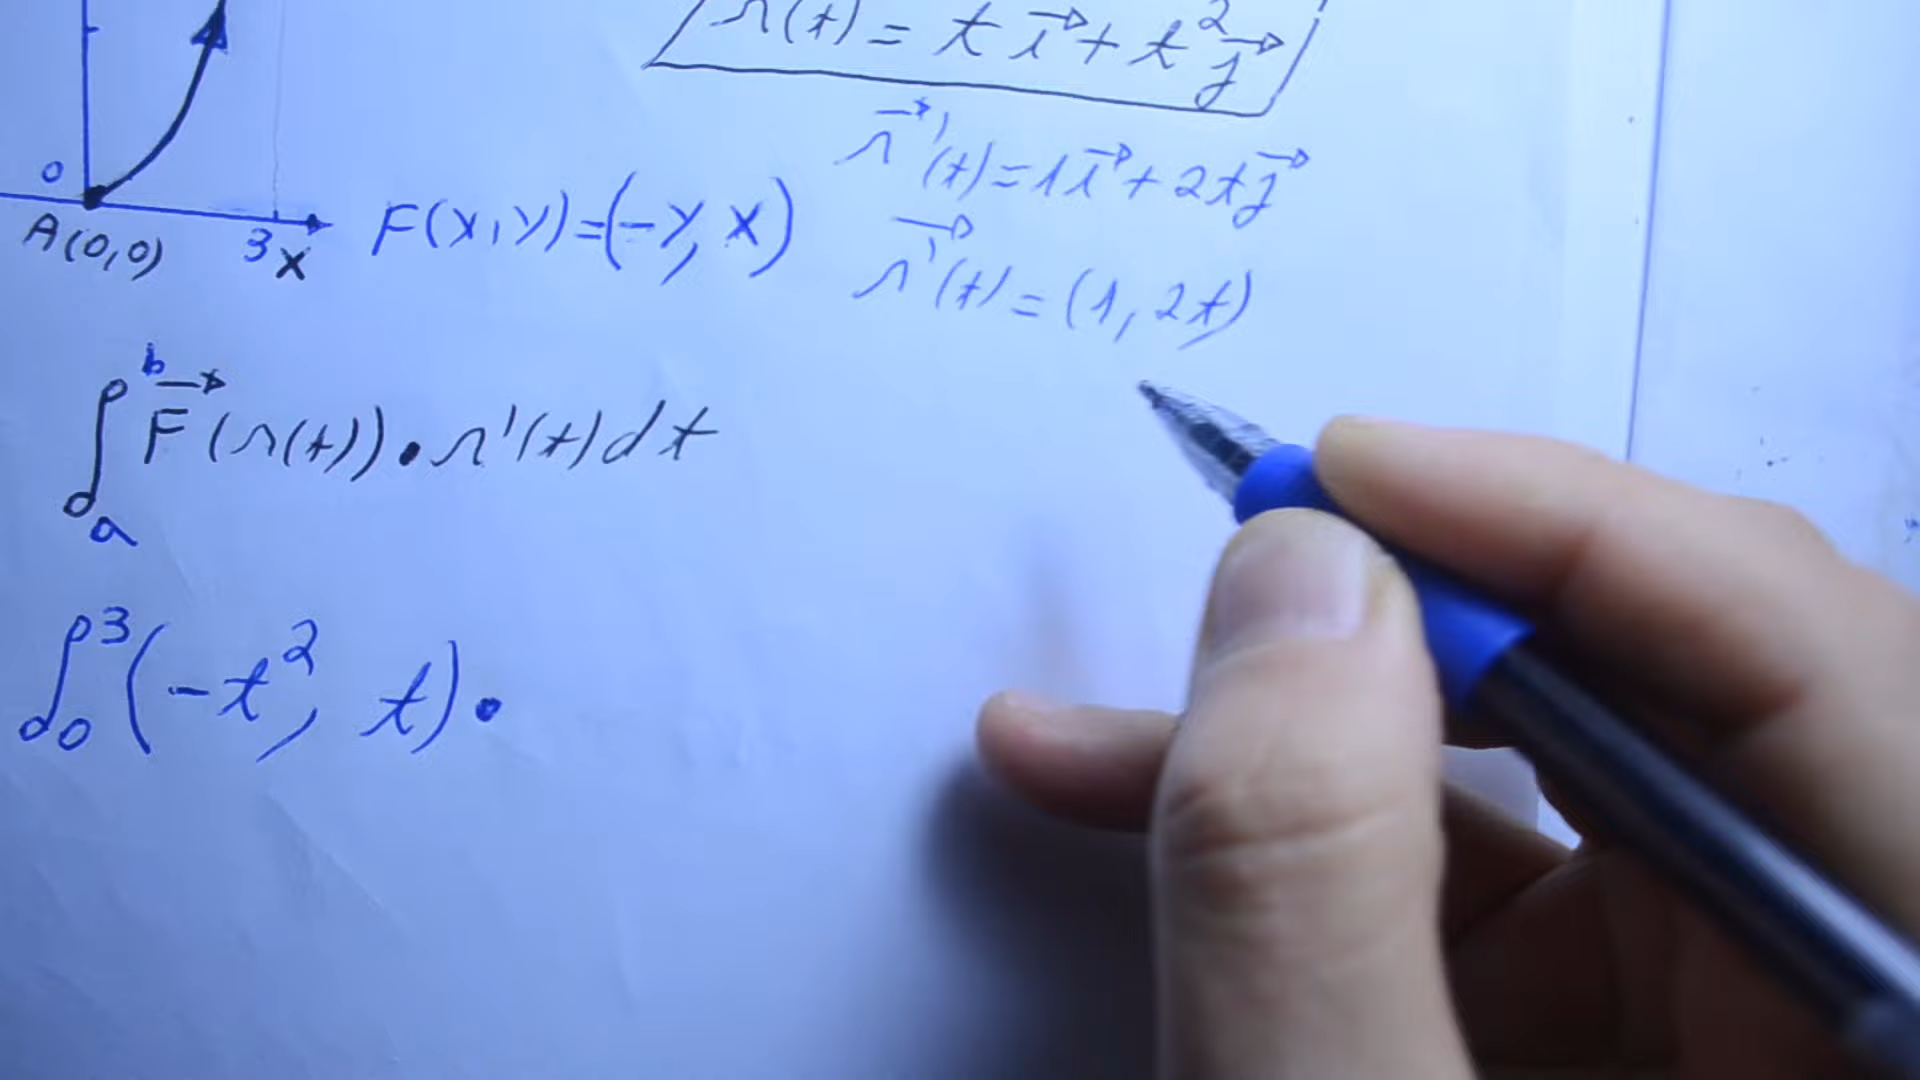 r(t) = t i⃗ + t² j⃗
r⃗'(t) = 1 i⃗ + 2t j⃗
0
A(0,0)
3 x
F(x,y)=(-y, x)
r⃗'(t) = (1, 2t)
∫ₐᵇ F⃗(r(t)) • r'(t) dt
∫₀³ (-t², t) •